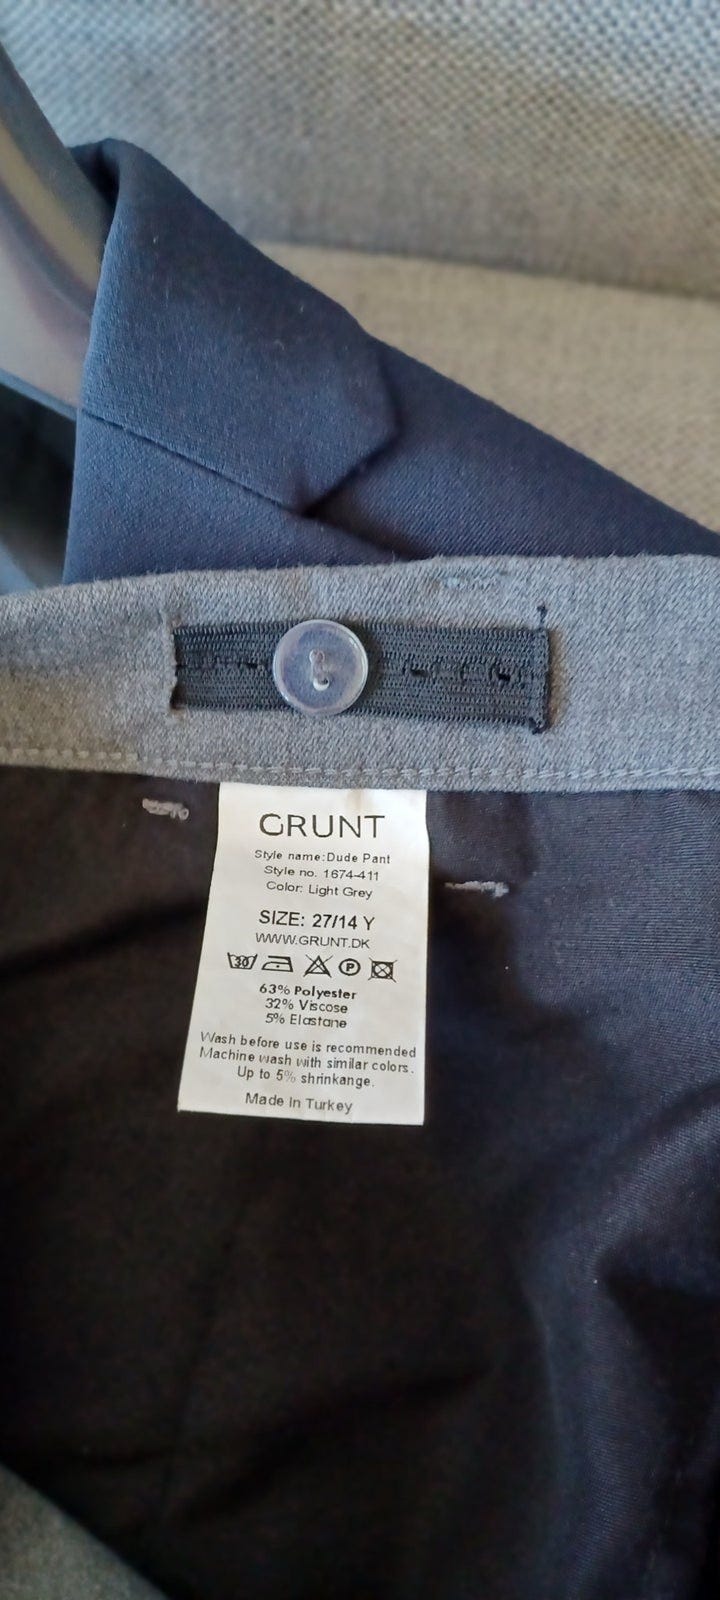 GRUNT
Style name:Dude Pant
Style no. 1674-411
Color: Light Grey
SIZE: 27/14 Y
WWW.GRUNT.DK
30 P
63% Polyester
32% Viscose
5% Elastane
Wash before use is recommended
Machine wash with similar colors.
Up to 5% shrinkange.
Made In Turkey